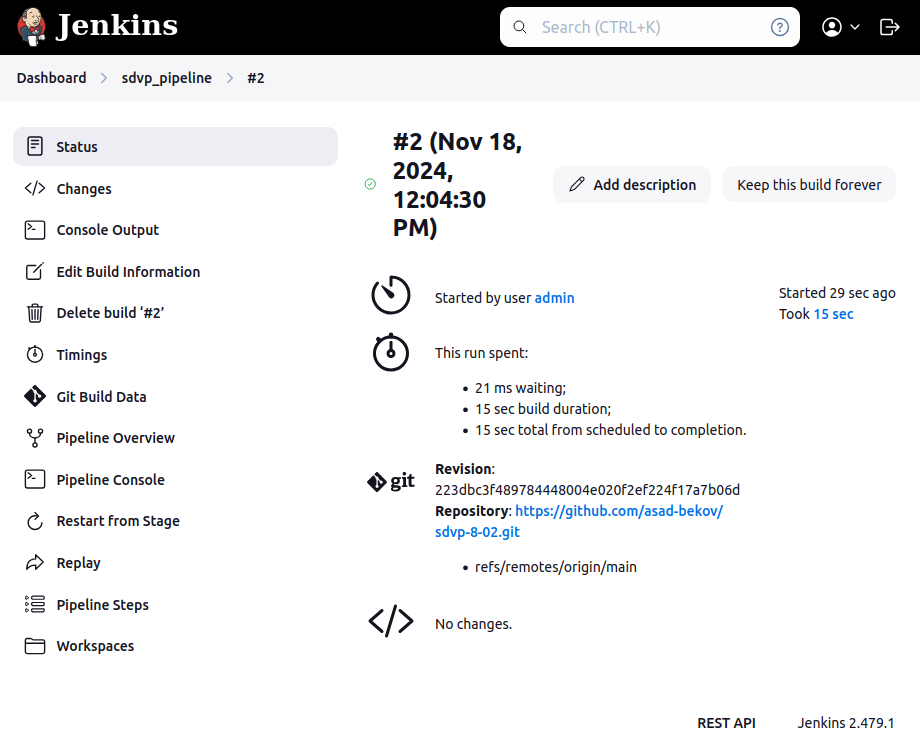 Jenkins
Search (CTRL+K)
Dashboard
sdvp_pipeline
#2
Status
Changes
Console Output
Edit Build Information
Delete build ‘#2’
Timings
Git Build Data
Pipeline Overview
Pipeline Console
Restart from Stage
Replay
Pipeline Steps
Workspaces
#2 (Nov 18,
2024,
12:04:30
PM)
Add description
Keep this build forever
Started by user admin
Started 29 sec ago
Took 15 sec
This run spent:
21 ms waiting;
15 sec build duration;
15 sec total from scheduled to completion.
git
Revision:
223dbc3f489784448004e020f2ef224f17a7b06d
Repository: https://github.com/asad-bekov/
sdvp-8-02.git
refs/remotes/origin/main
No changes.
REST API
Jenkins 2.479.1